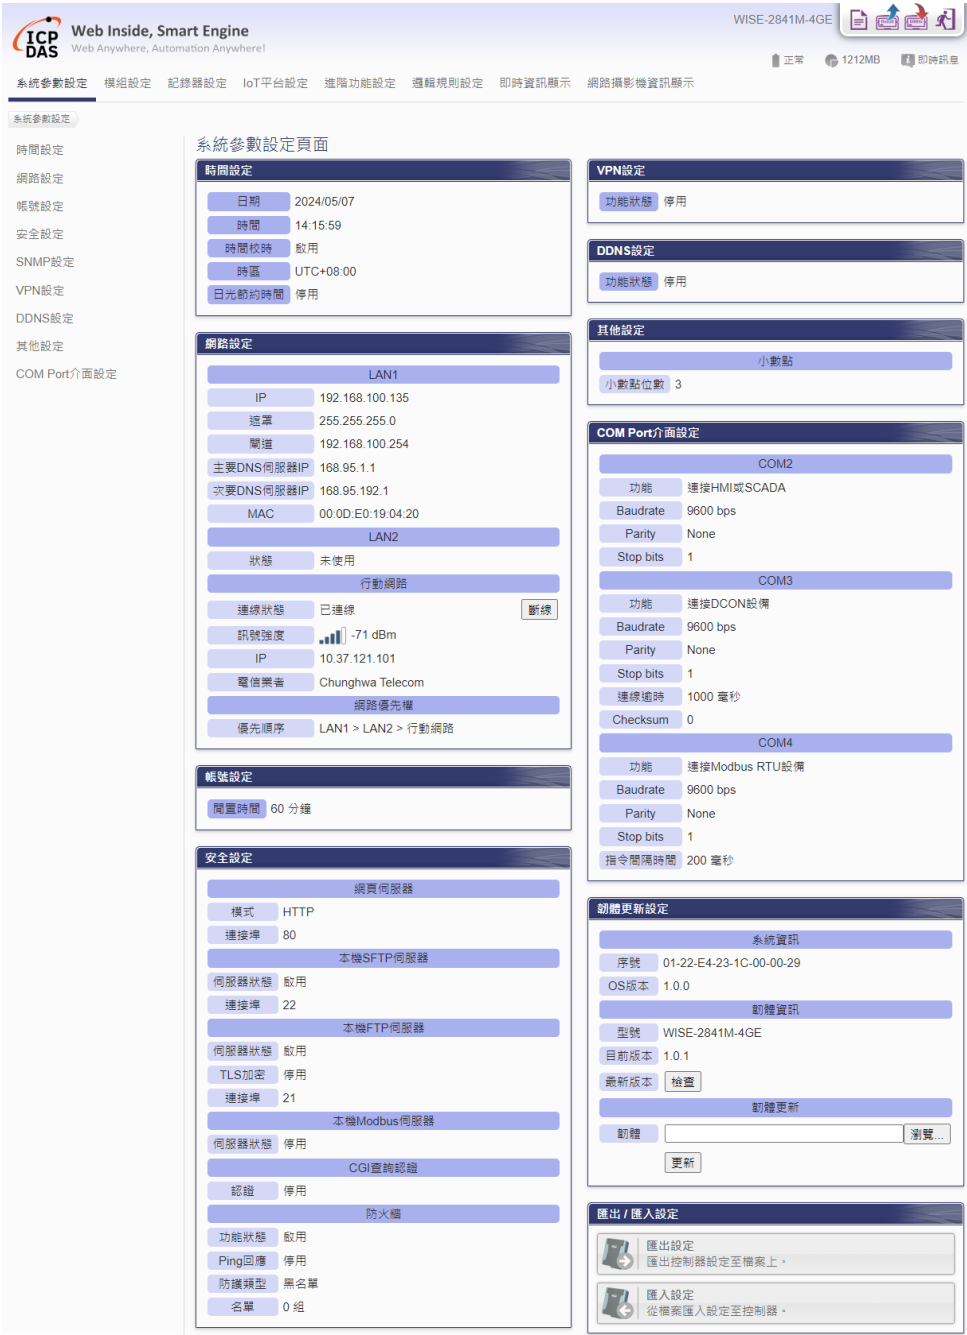 ICP DAS
Web Inside, Smart Engine
Web Anywhere, Automation Anywhere!
WISE-2841M-4GE
正常 1212MB 即時訊息
系統參數設定 模組設定 記錄器設定 IoT平台設定 進階功能設定 邏輯規則設定 即時資訊顯示 網路攝影機資訊顯示
系統參數設定
時間設定
網路設定
帳號設定
安全設定
SNMP設定
VPN設定
DDNS設定
其他設定
COM Port介面設定
系統參數設定頁面
時間設定
日期 2024/05/07
時間 14:15:59
時間校時 啟用
時區 UTC+08:00
日光節約時間 停用
網路設定
LAN1
IP 192.168.100.135
遮罩 255.255.255.0
閘道 192.168.100.254
主要DNS伺服器IP 168.95.1.1
次要DNS伺服器IP 168.95.192.1
MAC 00:0D:E0:19:04:20
LAN2
狀態 未使用
行動網路
連線狀態 已連線 斷線
訊號強度 -71 dBm
IP 10.37.121.101
電信業者 Chunghwa Telecom
網路優先權
優先順序 LAN1 > LAN2 > 行動網路
帳號設定
閒置時間 60 分鐘
安全設定
網頁伺服器
模式 HTTP
連接埠 80
本機SFTP伺服器
伺服器狀態 啟用
連接埠 22
本機FTP伺服器
伺服器狀態 啟用
TLS加密 停用
連接埠 21
本機Modbus伺服器
伺服器狀態 停用
CGI查詢認證
認證 停用
防火牆
功能狀態 啟用
Ping回應 停用
防護類型 黑名單
名單 0 組
VPN設定
功能狀態 停用
DDNS設定
功能狀態 停用
其他設定
小數點
小數點位數 3
COM Port介面設定
COM2
功能 連接HMI或SCADA
Baudrate 9600 bps
Parity None
Stop bits 1
COM3
功能 連接DCON設備
Baudrate 9600 bps
Parity None
Stop bits 1
連線逾時 1000 毫秒
Checksum 0
COM4
功能 連接Modbus RTU設備
Baudrate 9600 bps
Parity None
Stop bits 1
指令間隔時間 200 毫秒
韌體更新設定
系統資訊
序號 01-22-E4-23-1C-00-00-29
OS版本 1.0.0
韌體資訊
型號 WISE-2841M-4GE
目前版本 1.0.1
最新版本 檢查
韌體更新
韌體 瀏覽...
更新
匯出 / 匯入設定
匯出設定
匯出控制器設定至檔案上。
匯入設定
從檔案匯入設定至控制器。